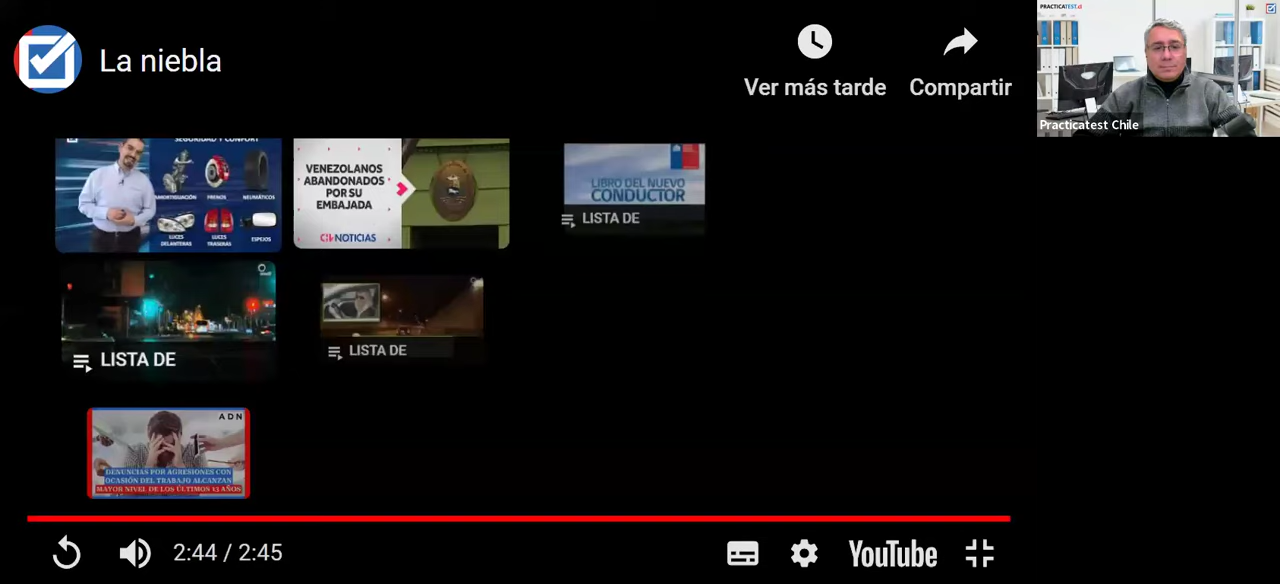 La niebla
Ver más tarde
Compartir
PRACTICATEST.cl
Practicatest Chile
SEGURIDAD Y CONFORT
AMORTIGUACIÓN
FRENOS
NEUMÁTICOS
LUCES
DELANTERAS
LUCES
TRASERAS
ESPEJOS
VENEZOLANOS
ABANDONADOS
POR SU
EMBAJADA
CHV NOTICIAS
LIBRO DEL NUEVO
CONDUCTOR
LISTA DE
LISTA DE
LISTA DE
ADN
DENUNCIAS POR AGRESIONES CON
OCASIÓN DEL TRABAJO ALCANZAN
MAYOR NIVEL DE LOS ÚLTIMOS 13 AÑOS
2:44 / 2:45
YouTube